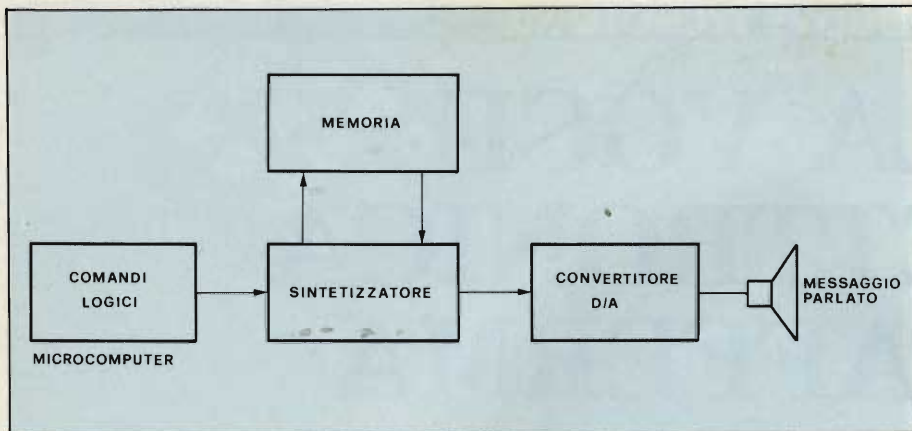 MEMORIA
COMANDI
LOGICI
MICROCOMPUTER
SINTETIZZATORE
CONVERTITORE
D/A
MESSAGGIO
PARLATO